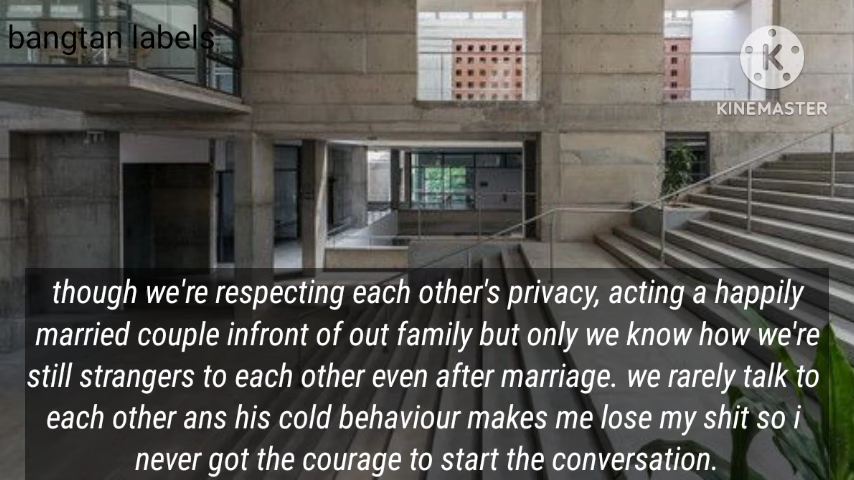 bangtan labels
KINEMASTER
though we're respecting each other's privacy, acting a happily
married couple infront of out family but only we know how we're
still strangers to each other even after marriage. we rarely talk to
each other ans his cold behaviour makes me lose my shit so i
never got the courage to start the conversation.